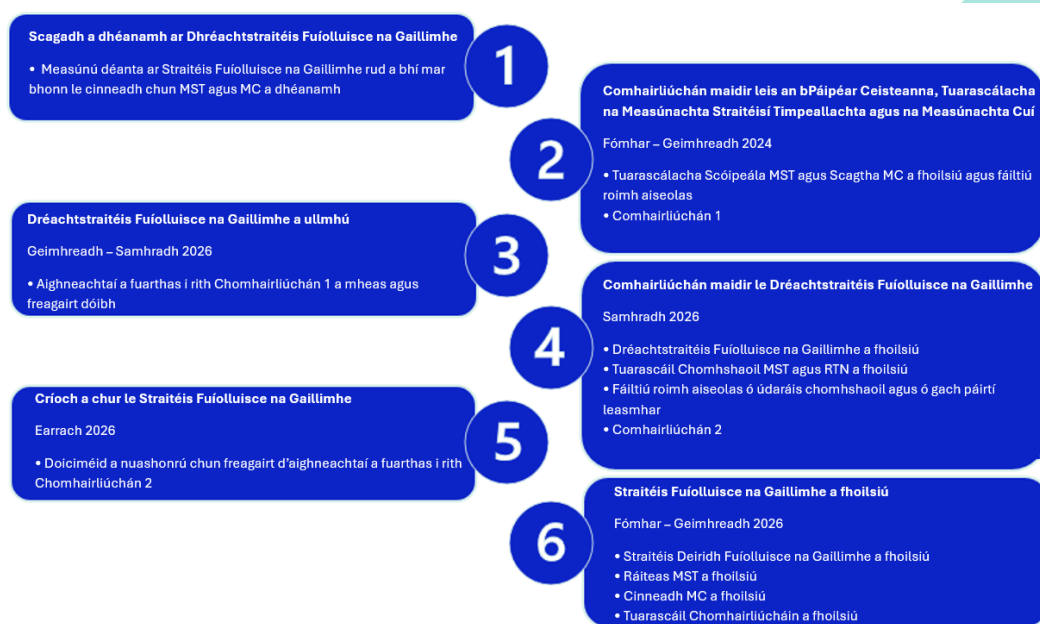 Scagadh a dhéanamh ar Dhréachtstraitéis Fuíolluisce na Gaillimhe
• Measúnú déanta ar Straitéis Fuíolluisce na Gaillimhe rud a bhí mar
bhonn le cinneadh chun MST agus MC a dhéanamh
1
Comhairliúchán maidir leis an bPáipéar Ceisteanna, Tuarascálacha
na Measúnachta Straitéisí Timpeallachta agus na Measúnachta Cuí
Fómhar – Geimhreadh 2024
• Tuarascálacha Scóipeála MST agus Scagtha MC a fhoilsiú agus fáiltiú
roimh aiseolas
• Comhairliúchán 1
2
Dréachtstraitéis Fuíolluisce na Gaillimhe a ullmhú
Geimhreadh – Samhradh 2026
• Aighneachtaí a fuarthas i rith Chomhairliúchán 1 a mheas agus
freagairt dóibh
3
Comhairliúchán maidir le Dréachtstraitéis Fuíolluisce na Gaillimhe
Samhradh 2026
• Dréachtstraitéis Fuíolluisce na Gaillimhe a fhoilsiú
• Tuarascáil Chomhshaoil MST agus RTN a fhoilsiú
• Fáiltiú roimh aiseolas ó údaráis chomhshaoil agus ó gach páirtí
leasmhar
• Comhairliúchán 2
4
Críoch a chur le Straitéis Fuíolluisce na Gaillimhe
Earrach 2026
• Doiciméid a nuashonrú chun freagairt d’aighneachtaí a fuarthas i rith
Chomhairliúchán 2
5
Straitéis Fuíolluisce na Gaillimhe a fhoilsiú
Fómhar – Geimhreadh 2026
• Straitéis Deiridh Fuíolluisce na Gaillimhe a fhoilsiú
• Ráiteas MST a fhoilsiú
• Cinneadh MC a fhoilsiú
• Tuarascáil Chomhairliúcháin a fhoilsiú
6